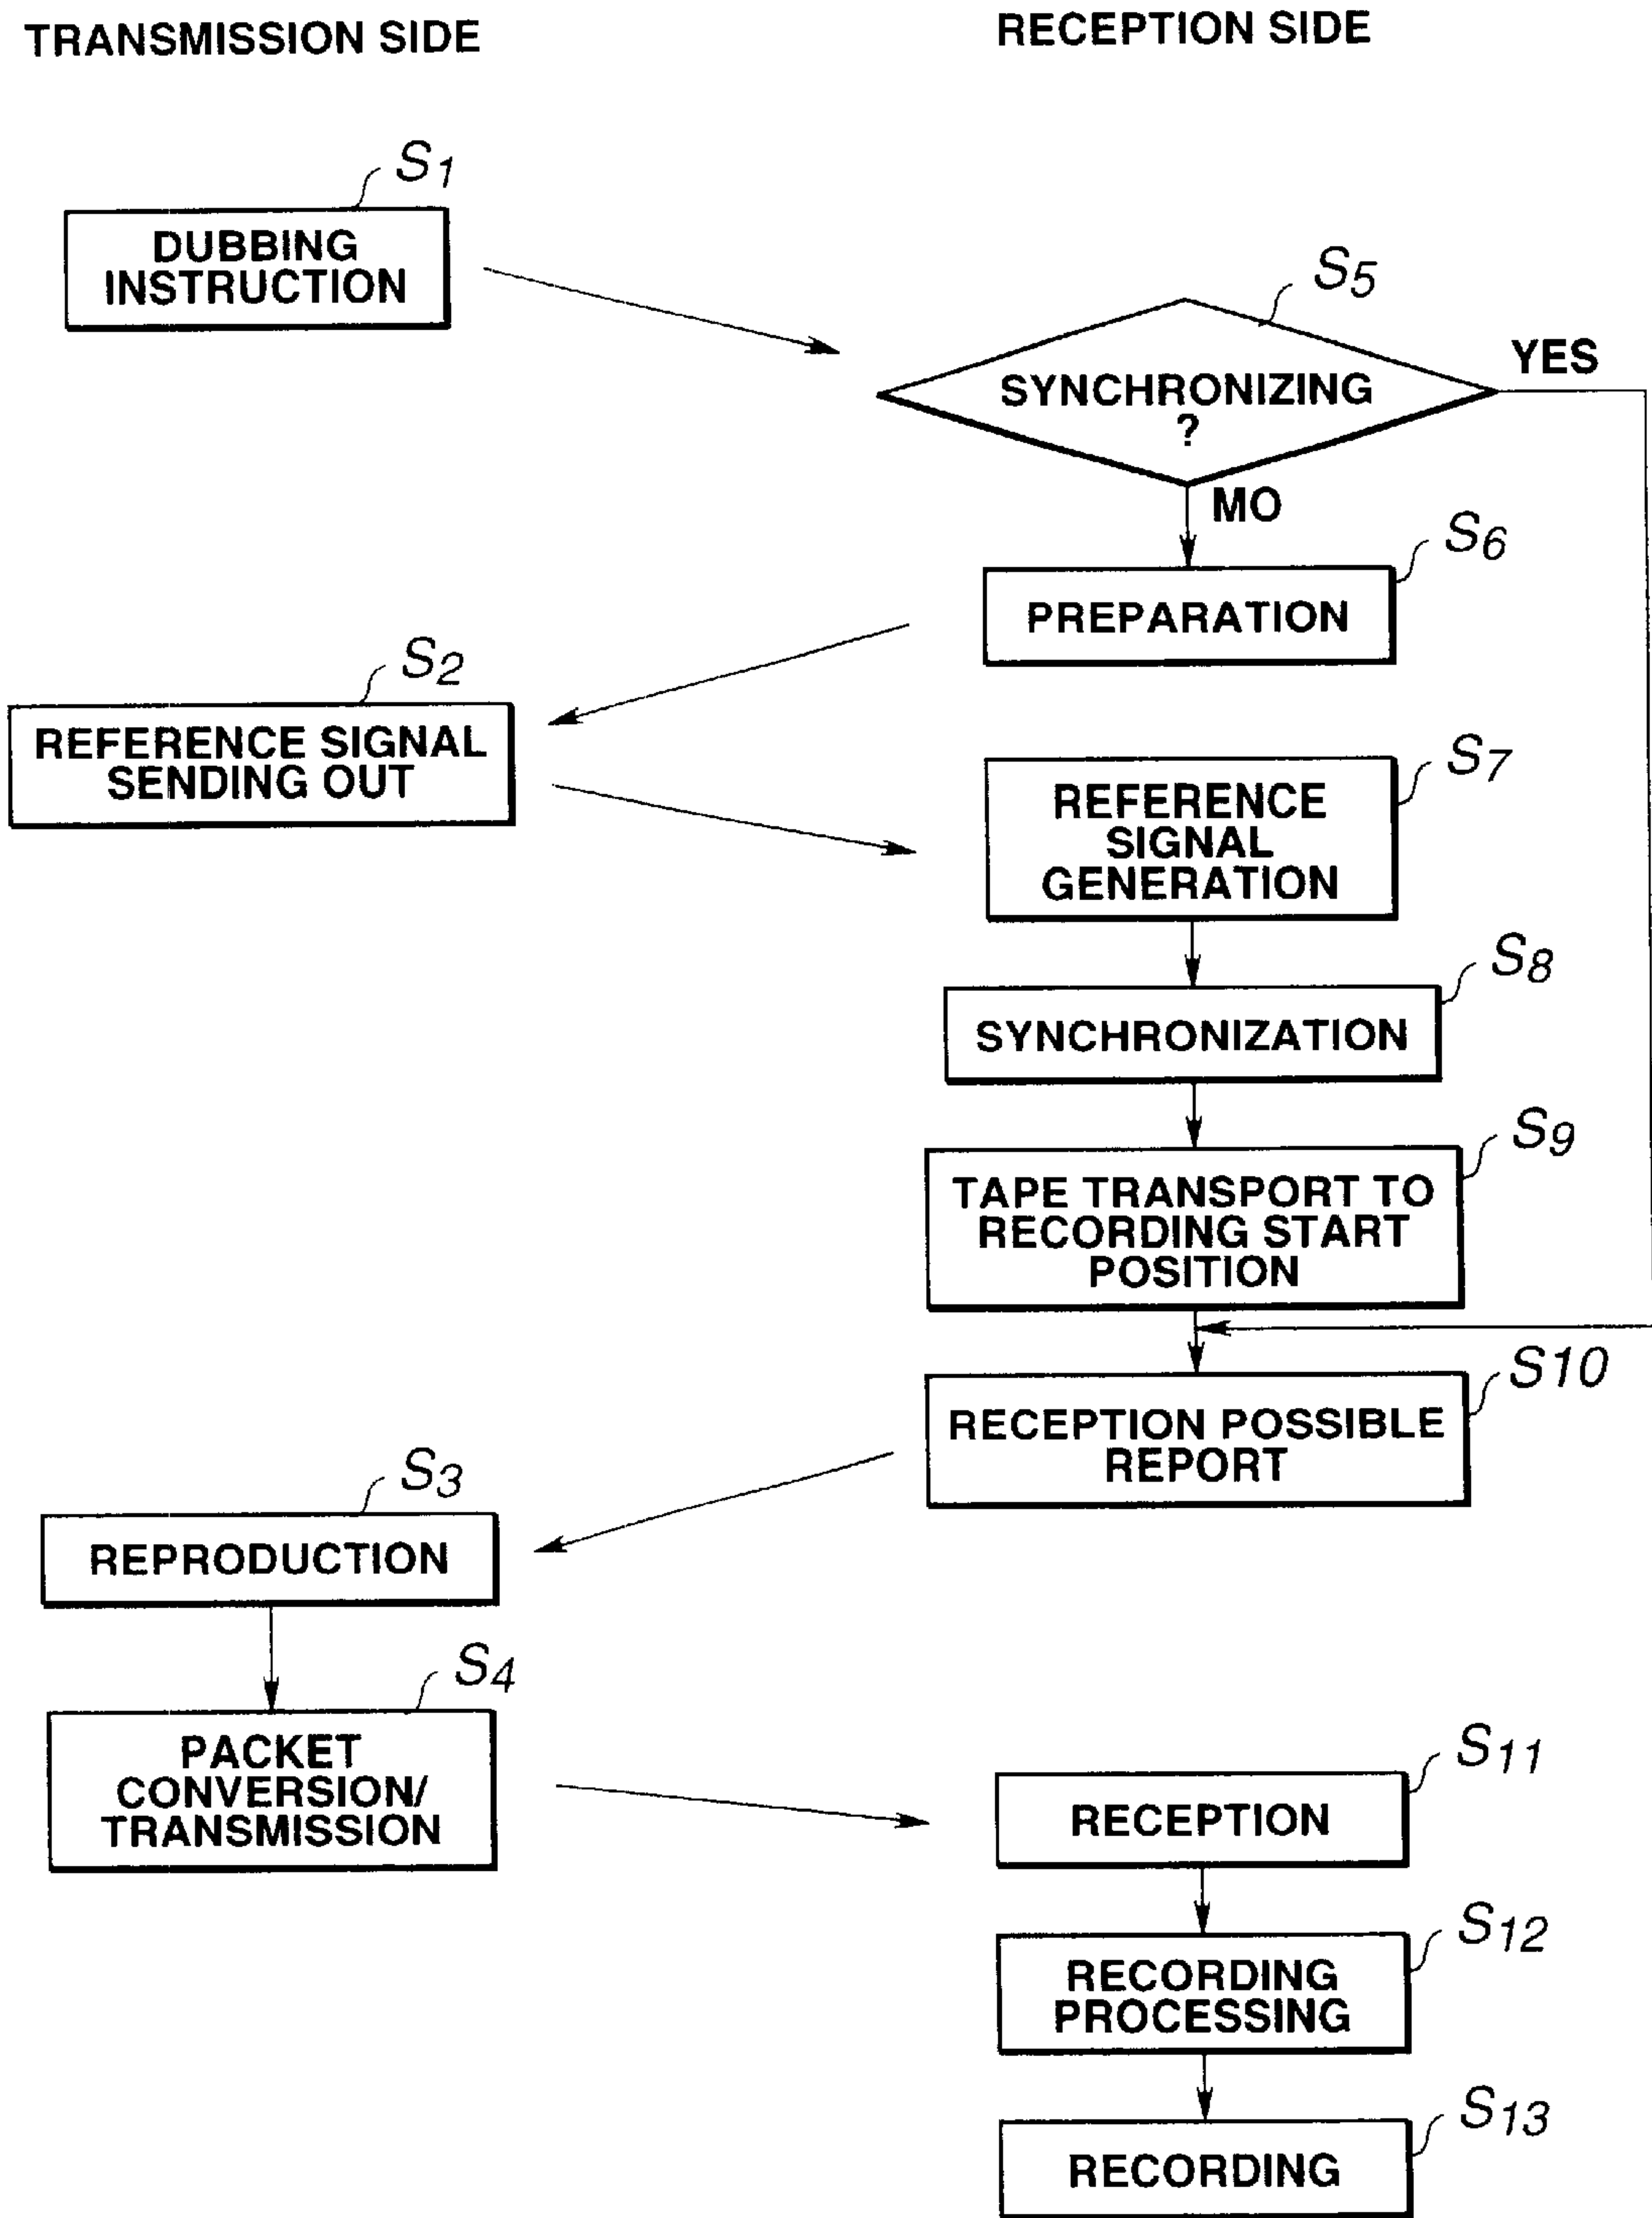 TRANSMISSION SIDE
RECEPTION SIDE
S1
DUBBING
INSTRUCTION
S5
SYNCHRONIZING
?
YES
MO
S6
PREPARATION
S2
REFERENCE SIGNAL
SENDING OUT
S7
REFERENCE
SIGNAL
GENERATION
S8
SYNCHRONIZATION
S9
TAPE TRANSPORT TO
RECORDING START
POSITION
S10
RECEPTION POSSIBLE
REPORT
S3
REPRODUCTION
S4
PACKET
CONVERSION/
TRANSMISSION
S11
RECEPTION
S12
RECORDING
PROCESSING
S13
RECORDING